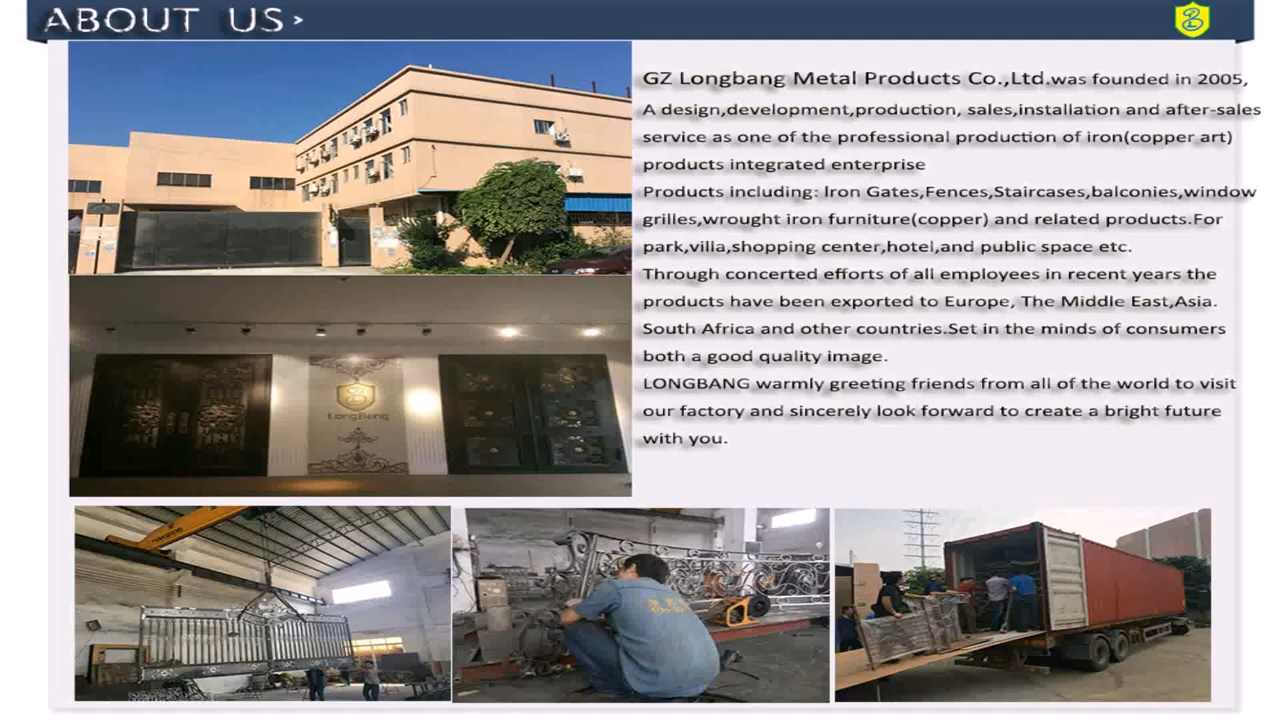 ABOUT US
GZ Longbang Metal Products Co.,Ltd.was founded in 2005,
A design,development,production, sales,installation and after-sales
service as one of the professional production of iron(copper art)
products integrated enterprise
Products including: Iron Gates,Fences,Staircases,balconies,window
grilles,wrought iron furniture(copper) and related products.For
park,villa,shopping center,hotel,and public space etc.
Through concerted efforts of all employees in recent years the
products have been exported to Europe, The Middle East,Asia.
South Africa and other countries.Set in the minds of consumers
both a good quality image.
LONGBANG warmly greeting friends from all of the world to visit
our factory and sincerely look forward to create a bright future
with you.
LongBang